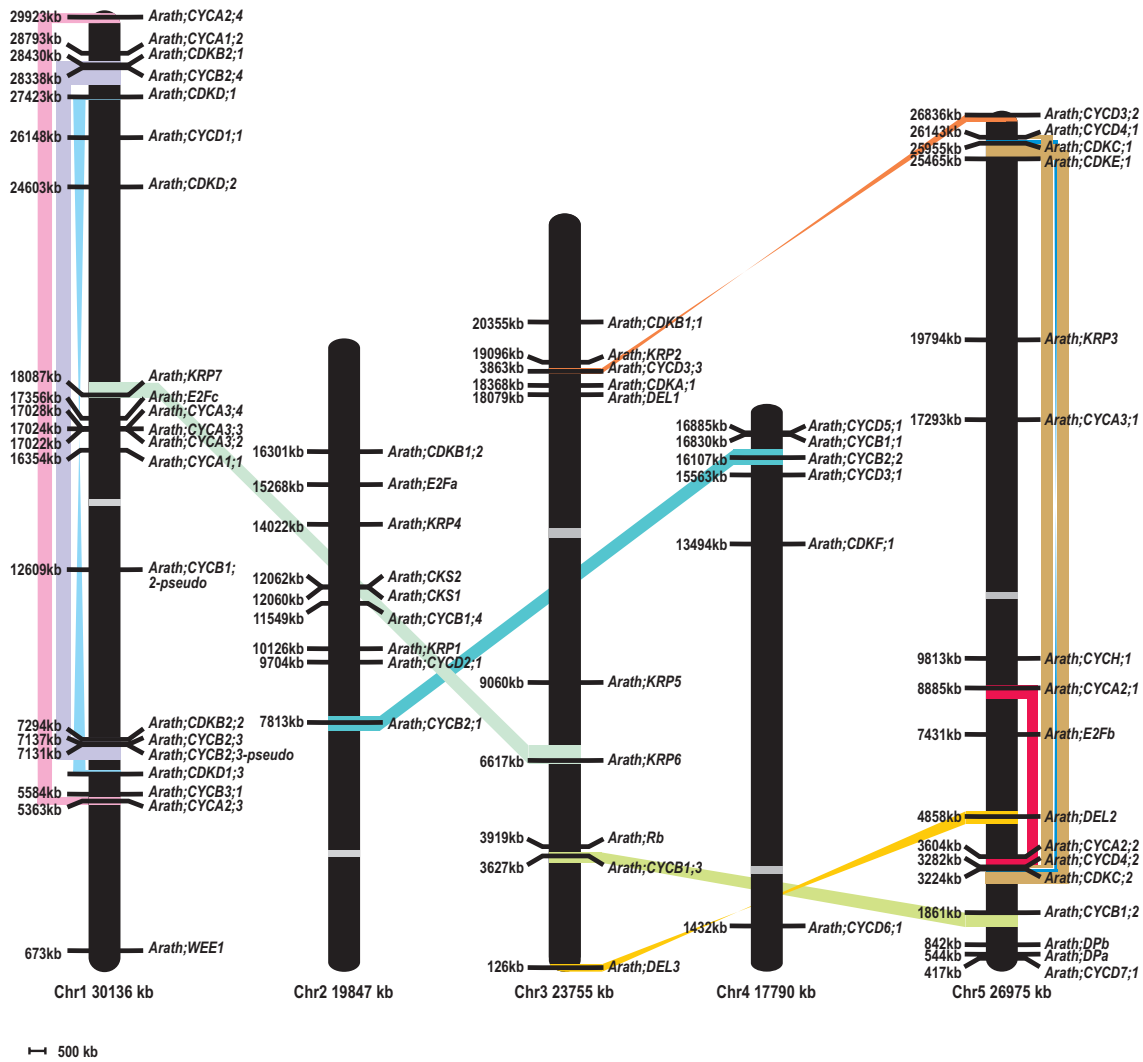 29923kb Arath;CYCA2;4
28793kb Arath;CYCA1;2
28430kb Arath;CDKB2;1
28338kb Arath;CYCB2;4
27423kb Arath;CDKD;1
26148kb Arath;CYCD1;1
24603kb Arath;CDKD;2
18087kb Arath;KRP7
17356kb Arath;E2Fc
17028kb Arath;CYCA3;4
17024kb Arath;CYCA3;3
17022kb Arath;CYCA3;2
16354kb Arath;CYCA1;1
12609kb Arath;CYCB1;
2-pseudo
7294kb Arath;CDKB2;2
7137kb Arath;CYCB2;3
7131kb Arath;CYCB2;3-pseudo
Arath;CDKD1;3
5584kb Arath;CYCB3;1
5363kb Arath;CYCA2;3
673kb Arath;WEE1
Chr1 30136 kb
16301kb Arath;CDKB1;2
15268kb Arath;E2Fa
14022kb Arath;KRP4
12062kb Arath;CKS2
12060kb Arath;CKS1
11549kb Arath;CYCB1;4
10126kb Arath;KRP1
9704kb Arath;CYCD2;1
7813kb Arath;CYCB2;1
Chr2 19847 kb
20355kb Arath;CDKB1;1
19096kb Arath;KRP2
3863kb Arath;CYCD3;3
18368kb Arath;CDKA;1
18079kb Arath;DEL1
9060kb Arath;KRP5
6617kb Arath;KRP6
3919kb Arath;Rb
3627kb Arath;CYCB1;3
126kb Arath;DEL3
Chr3 23755 kb
16885kb Arath;CYCD5;1
16830kb Arath;CYCB1;1
16107kb Arath;CYCB2;2
15563kb Arath;CYCD3;1
13494kb Arath;CDKF;1
1432kb Arath;CYCD6;1
Chr4 17790 kb
26836kb Arath;CYCD3;2
26143kb Arath;CYCD4;1
25955kb Arath;CDKC;1
25465kb Arath;CDKE;1
19794kb Arath;KRP3
17293kb Arath;CYCA3;1
9813kb Arath;CYCH;1
8885kb Arath;CYCA2;1
7431kb Arath;E2Fb
4858kb Arath;DEL2
3604kb Arath;CYCA2;2
3282kb Arath;CYCD4;2
3224kb Arath;CDKC;2
1861kb Arath;CYCB1;2
842kb Arath;DPb
544kb Arath;DPa
417kb Arath;CYCD7;1
Chr5 26975 kb
500 kb